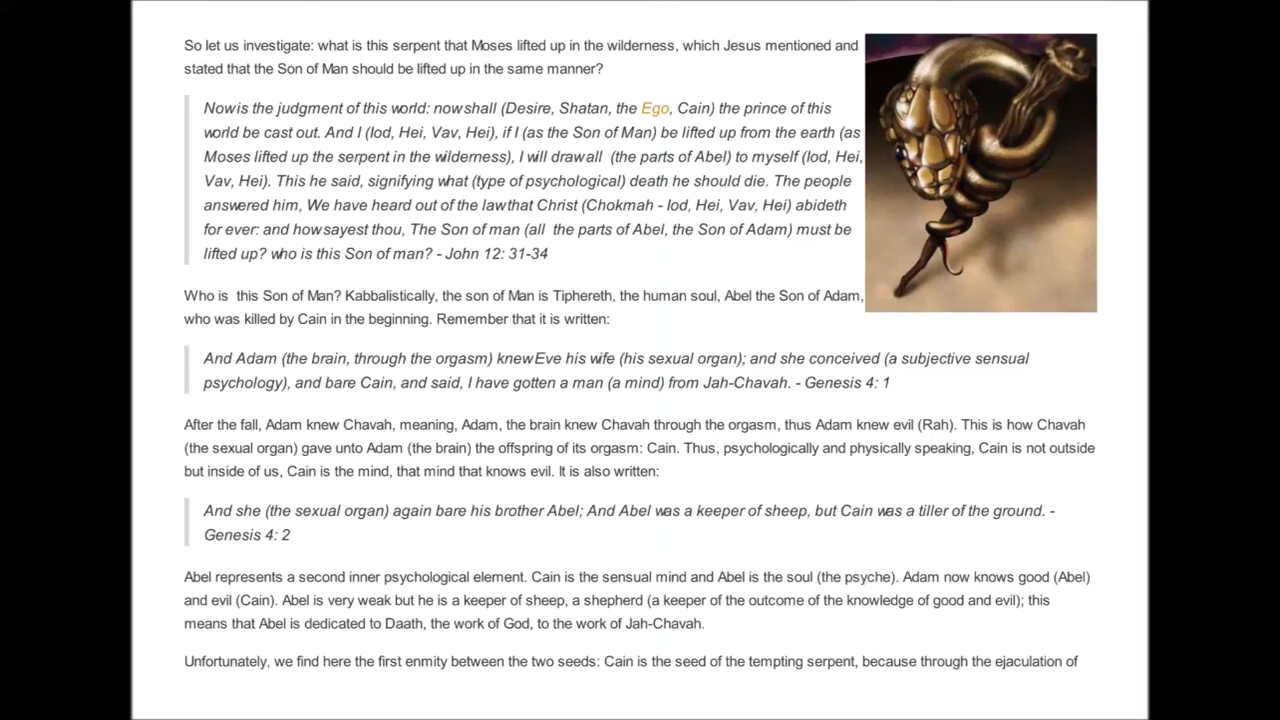 So let us investigate: what is this serpent that Moses lifted up in the wilderness, which Jesus mentioned and
stated that the Son of Man should be lifted up in the same manner?
Now is the judgment of this world: now shall (Desire, Shatan, the Ego, Cain) the prince of this
world be cast out. And I (Iod, Hei, Vav, Hei), if I (as the Son of Man) be lifted up from the earth (as
Moses lifted up the serpent in the wilderness), I will draw all (the parts of Abel) to myself (Iod, Hei,
Vav, Hei). This he said, signifying what (type of psychological) death he should die. The people
answered him, We have heard out of the law that Christ (Chokmah - Iod, Hei, Vav, Hei) abideth
for ever: and how sayest thou, The Son of man (all the parts of Abel, the Son of Adam) must be
lifted up? who is this Son of man? - John 12: 31-34
Who is this Son of Man? Kabbalistically, the son of Man is Tiphereth, the human soul, Abel the Son of Adam,
who was killed by Cain in the beginning. Remember that it is written:
And Adam (the brain, through the orgasm) knew Eve his wife (his sexual organ); and she conceived (a subjective sensual
psychology), and bare Cain, and said, I have gotten a man (a mind) from Jah-Chavah. - Genesis 4: 1
After the fall, Adam knew Chavah, meaning, Adam, the brain knew Chavah through the orgasm, thus Adam knew evil (Rah). This is how Chavah
(the sexual organ) gave unto Adam (the brain) the offspring of its orgasm: Cain. Thus, psychologically and physically speaking, Cain is not outside
but inside of us, Cain is the mind, that mind that knows evil. It is also written:
And she (the sexual organ) again bare his brother Abel; And Abel was a keeper of sheep, but Cain was a tiller of the ground. -
Genesis 4: 2
Abel represents a second inner psychological element. Cain is the sensual mind and Abel is the soul (the psyche). Adam now knows good (Abel)
and evil (Cain). Abel is very weak but he is a keeper of sheep, a shepherd (a keeper of the outcome of the knowledge of good and evil); this
means that Abel is dedicated to Daath, the work of God, to the work of Jah-Chavah.
Unfortunately, we find here the first enmity between the two seeds: Cain is the seed of the tempting serpent, because through the ejaculation of